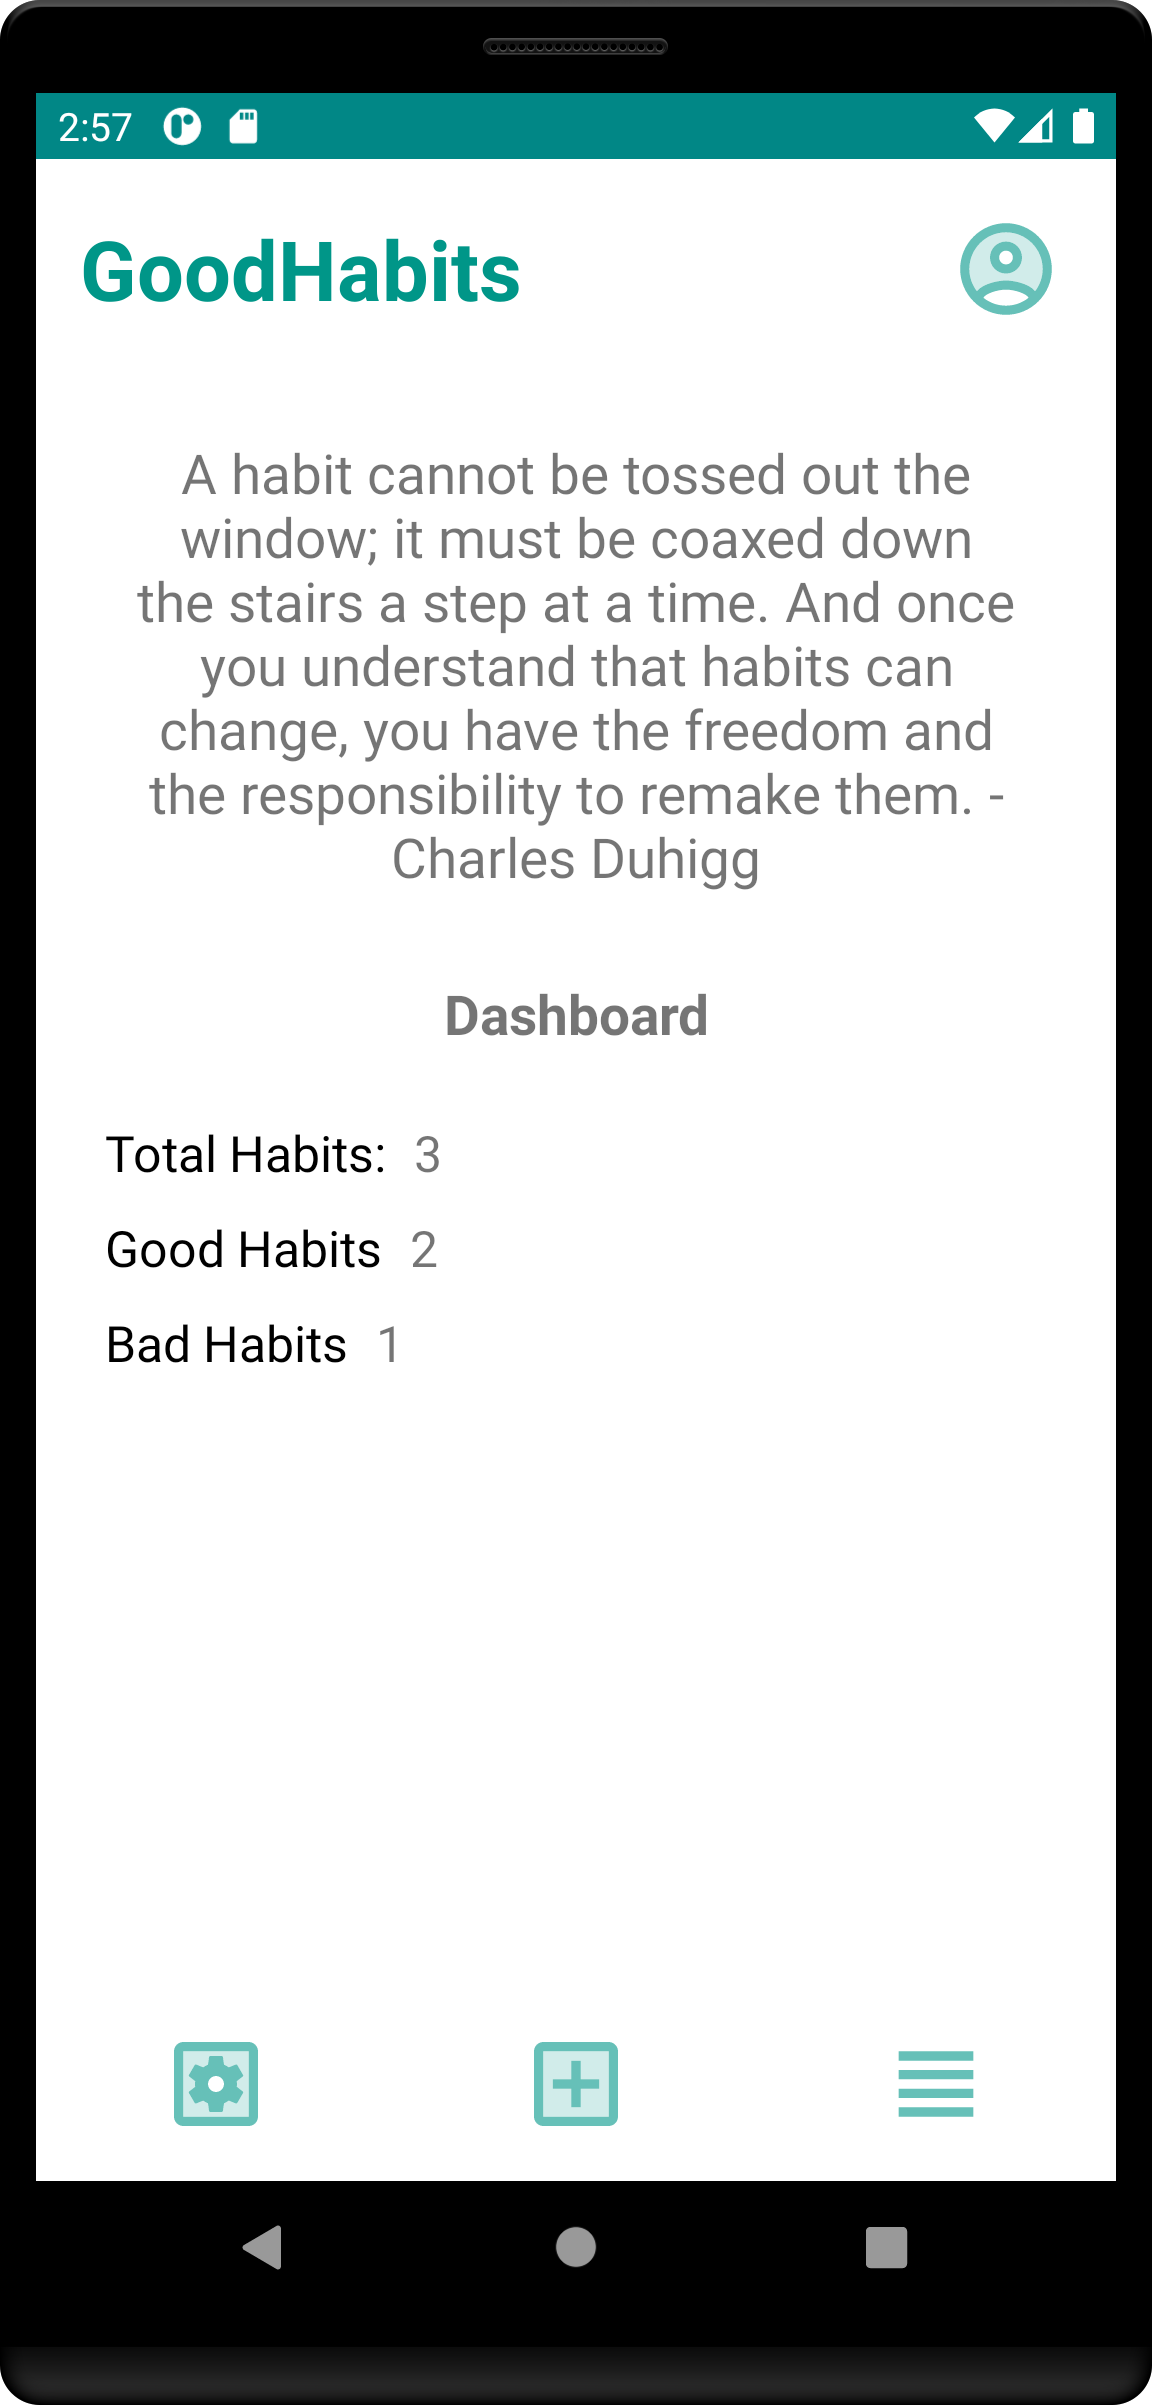 2:57
GoodHabits
A habit cannot be tossed out the
window; it must be coaxed down
the stairs a step at a time. And once
you understand that habits can
change, you have the freedom and
the responsibility to remake them. -
Charles Duhigg
Dashboard
Total Habits: 3
Good Habits 2
Bad Habits 1